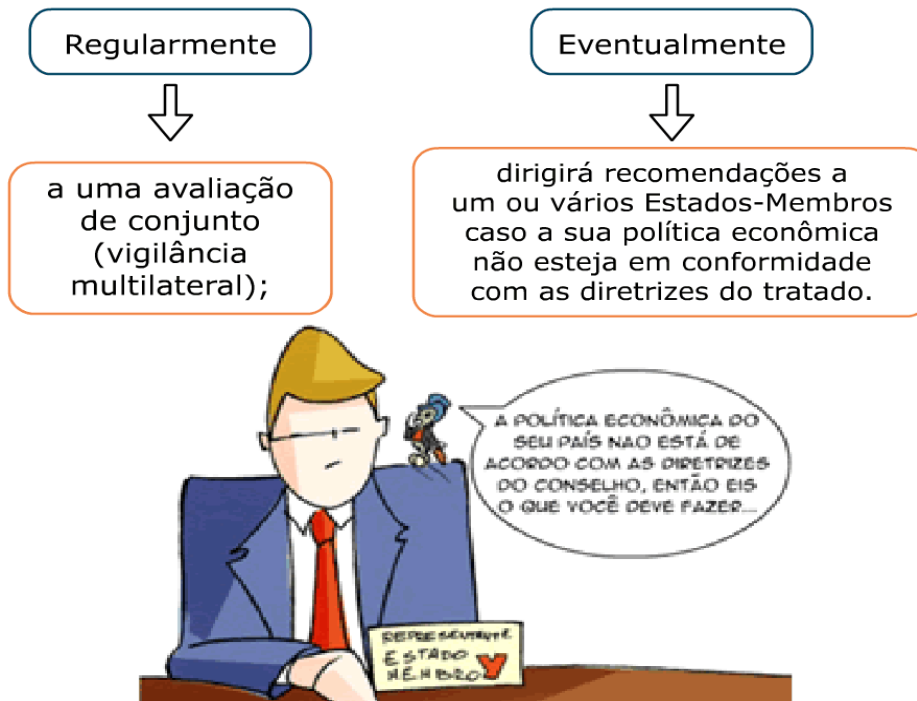 Regularmente
Eventualmente
a uma avaliação
de conjunto
(vigilância
multilateral);
dirigirá recomendações a
um ou vários Estados-Membros
caso a sua política econômica
não esteja em conformidade
com as diretrizes do tratado.
A POLÍTICA ECONÔMICA DO
SEU PAÍS NAO ESTÁ DE
ACORDO COM AS DIRETRIZES
DO CONSELHO, ENTÃO EIS
O QUE VOCÊ DEVE FAZER...
REPRESENTANTE
ESTADO
MEMBRO Y